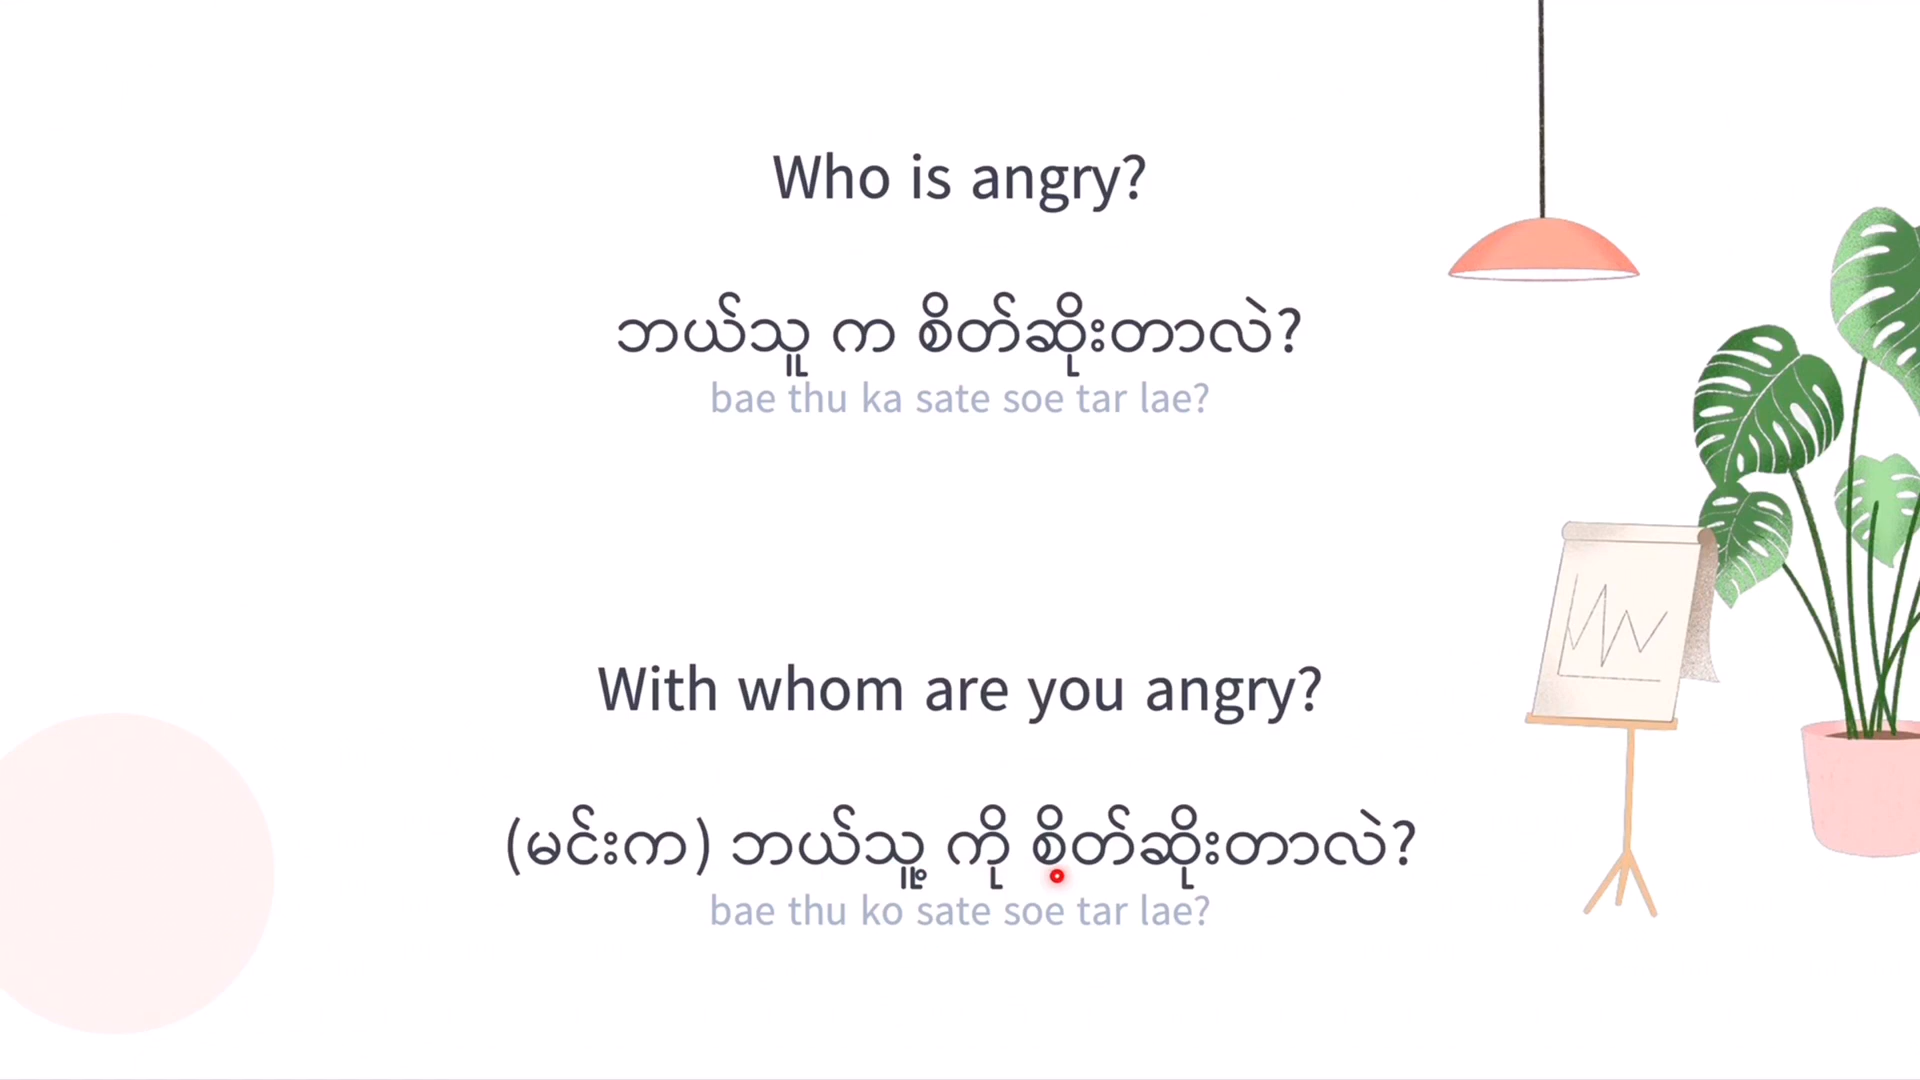 Who is angry?
ဘယ်သူ က စိတ်ဆိုးတာလဲ?
bae thu ka sate soe tar lae?
With whom are you angry?
(မင်းက) ဘယ်သူ့ ကို စိတ်ဆိုးတာလဲ?
bae thu ko sate soe tar lae?